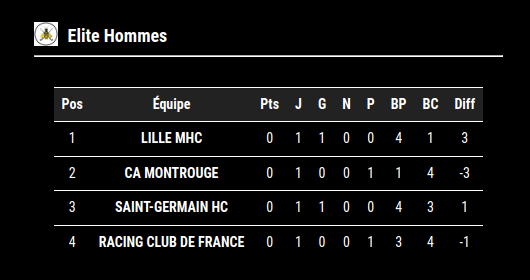 Elite Hommes
Pos Équipe Pts J G N P BP BC Diff
1 LILLE MHC 0 1 1 0 0 4 1 3
2 CA MONTROUGE 0 1 0 0 1 1 4 -3
3 SAINT-GERMAIN HC 0 1 1 0 0 4 3 1
4 RACING CLUB DE FRANCE 0 1 0 0 1 3 4 -1